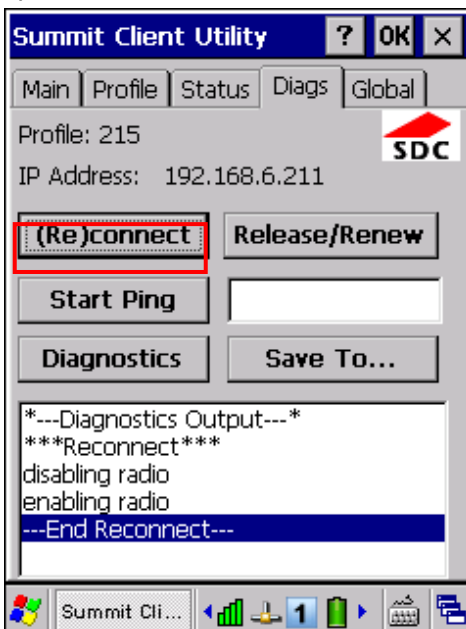 Summit Client Utility ? OK ×
Main Profile Status Diags Global
Profile: 215
SDC
IP Address: 192.168.6.211
(Re)connect Release/Renew
Start Ping
Diagnostics Save To...
*---Diagnostics Output---*
***Reconnect***
disabling radio
enabling radio
---End Reconnect---
Summit Cli... 1